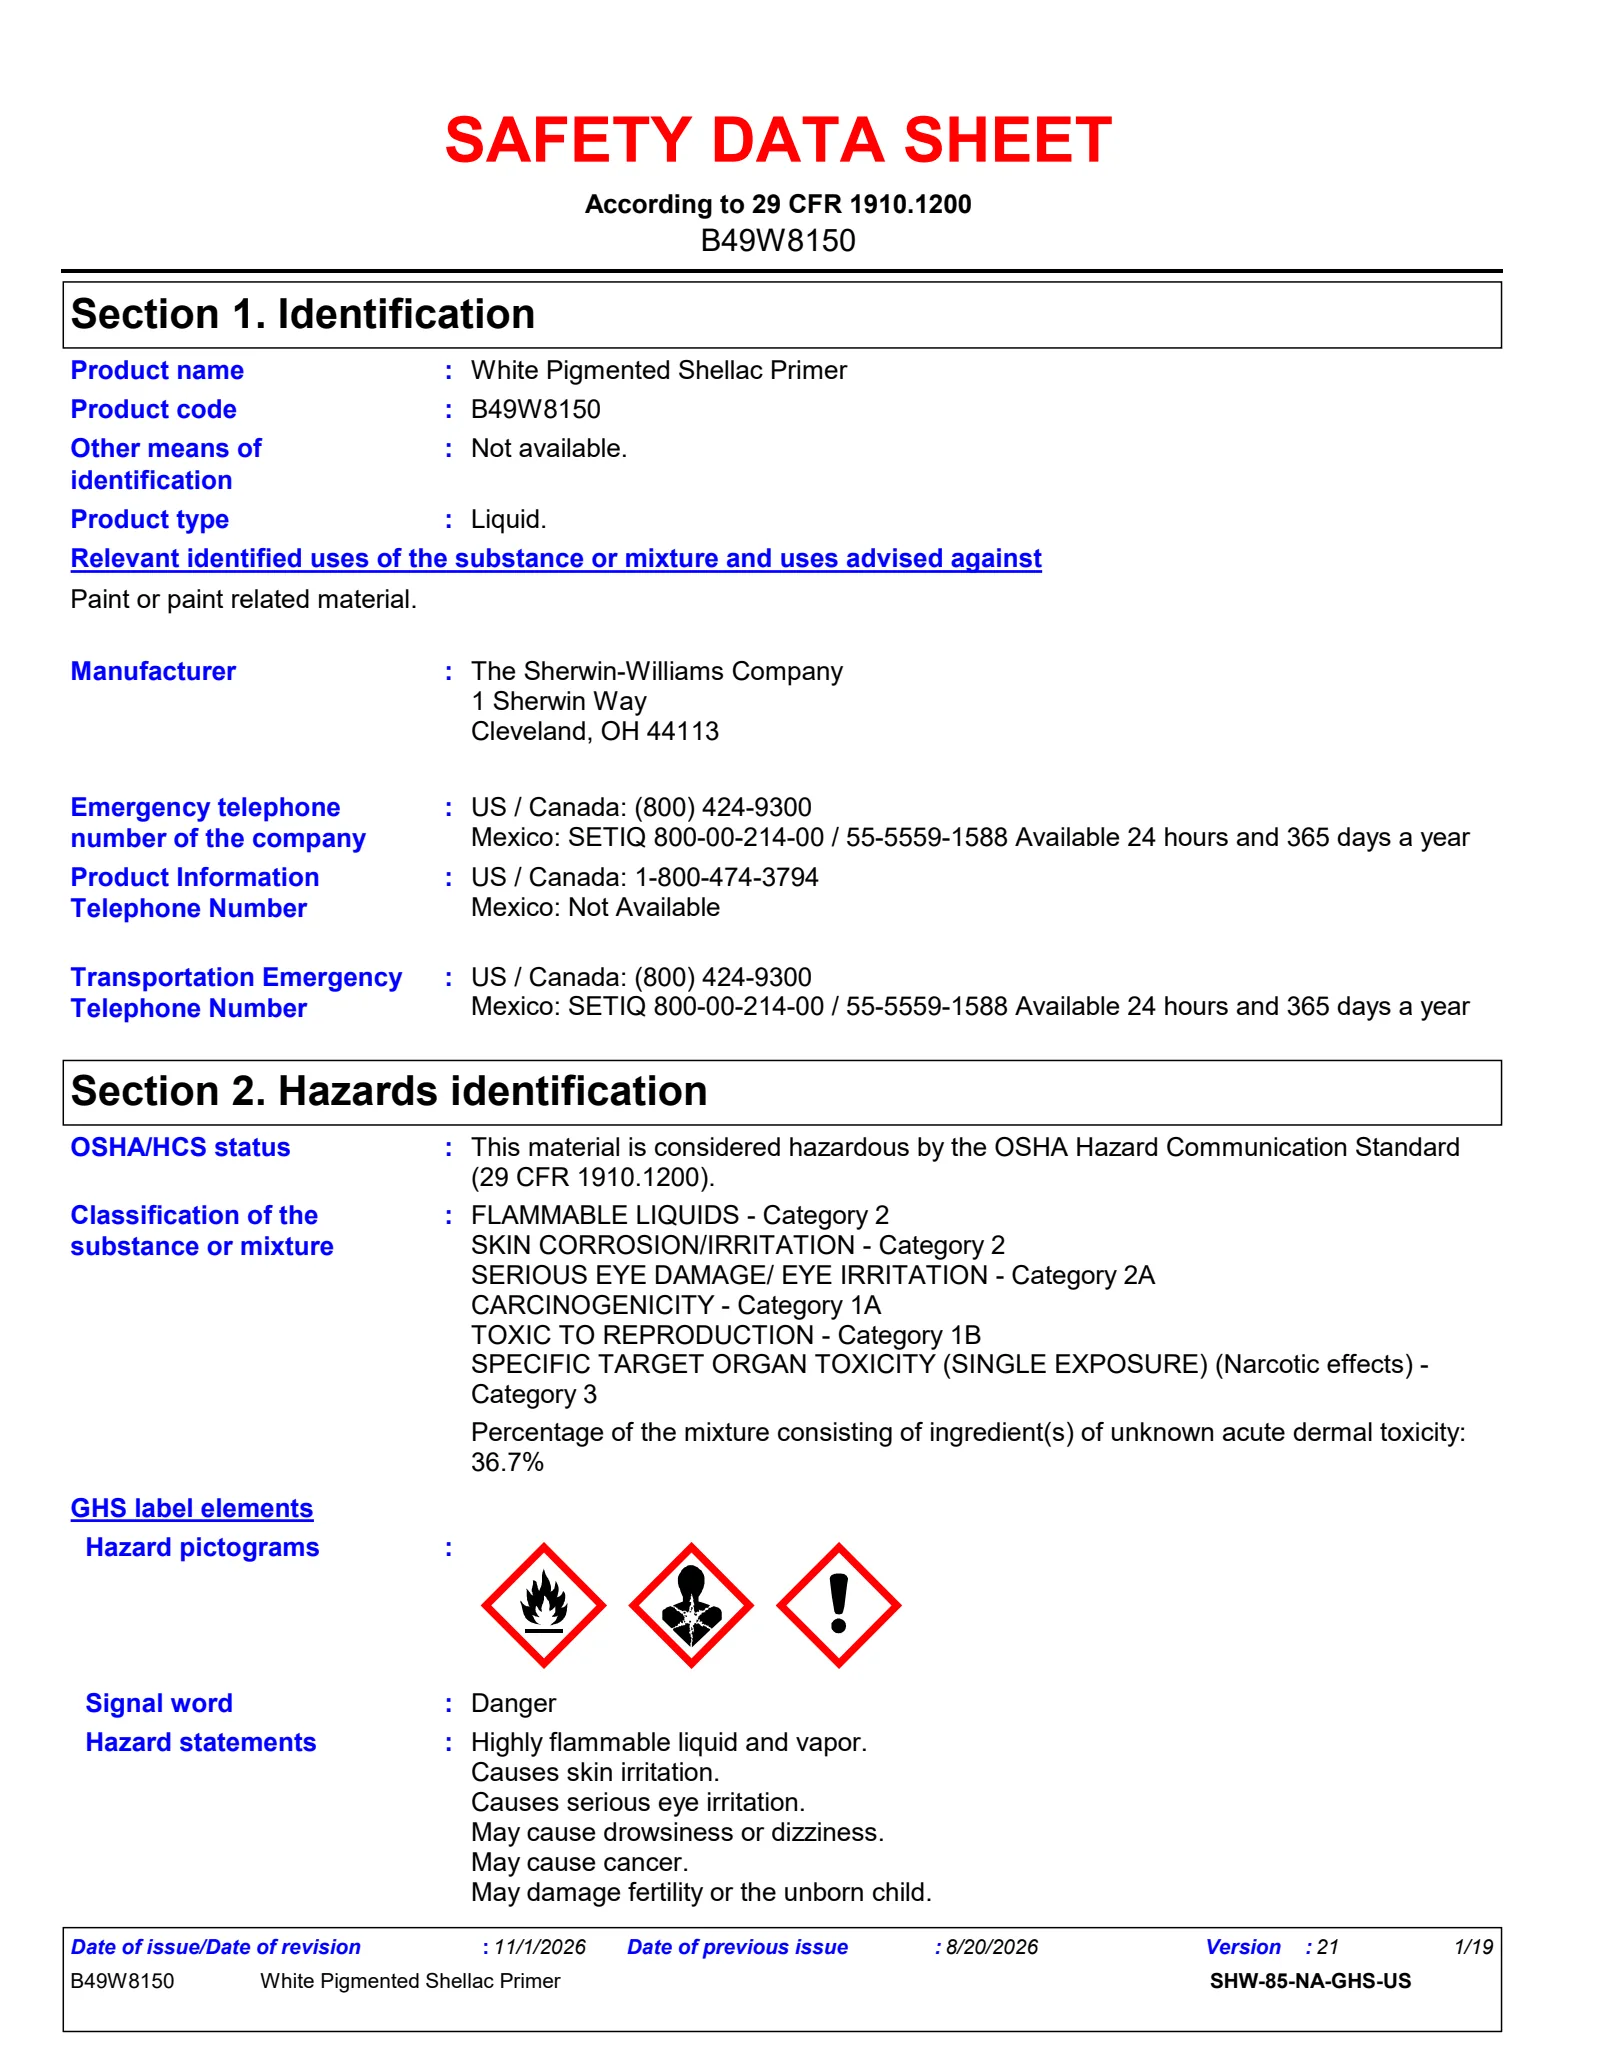 SAFETY DATA SHEET
According to 29 CFR 1910.1200
B49W8150
Section 1. Identification
Product name : White Pigmented Shellac Primer
Product code : B49W8150
Other means of identification : Not available.
Product type : Liquid.
Relevant identified uses of the substance or mixture and uses advised against
Paint or paint related material.
Manufacturer : The Sherwin-Williams Company
1 Sherwin Way
Cleveland, OH 44113
Emergency telephone number of the company : US / Canada: (800) 424-9300
Mexico: SETIQ 800-00-214-00 / 55-5559-1588 Available 24 hours and 365 days a year
Product Information Telephone Number : US / Canada: 1-800-474-3794
Mexico: Not Available
Transportation Emergency Telephone Number : US / Canada: (800) 424-9300
Mexico: SETIQ 800-00-214-00 / 55-5559-1588 Available 24 hours and 365 days a year
Section 2. Hazards identification
OSHA/HCS status : This material is considered hazardous by the OSHA Hazard Communication Standard
(29 CFR 1910.1200).
Classification of the substance or mixture : FLAMMABLE LIQUIDS - Category 2
SKIN CORROSION/IRRITATION - Category 2
SERIOUS EYE DAMAGE/ EYE IRRITATION - Category 2A
CARCINOGENICITY - Category 1A
TOXIC TO REPRODUCTION - Category 1B
SPECIFIC TARGET ORGAN TOXICITY (SINGLE EXPOSURE) (Narcotic effects) -
Category 3
Percentage of the mixture consisting of ingredient(s) of unknown acute dermal toxicity:
36.7%
GHS label elements
Hazard pictograms :
Signal word : Danger
Hazard statements : Highly flammable liquid and vapor.
Causes skin irritation.
Causes serious eye irritation.
May cause drowsiness or dizziness.
May cause cancer.
May damage fertility or the unborn child.
Date of issue/Date of revision : 11/1/2026 Date of previous issue : 8/20/2026 Version : 21 1/19
B49W8150 White Pigmented Shellac Primer SHW-85-NA-GHS-US